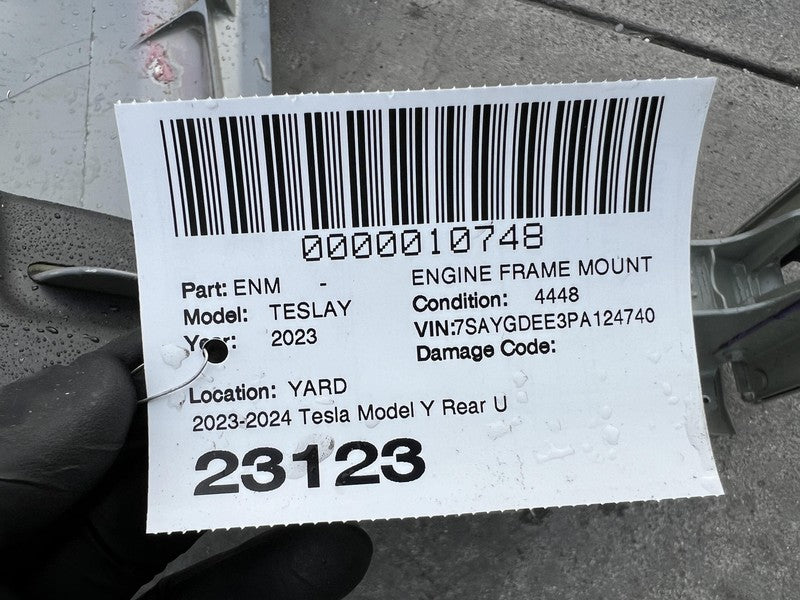 0000010748
Part: ENM - ENGINE FRAME MOUNT
Model: TESLAY Condition: 4448
Year: 2023 VIN:7SAYGDEE3PA124740
Damage Code:
Location: YARD
2023-2024 Tesla Model Y Rear U
23123